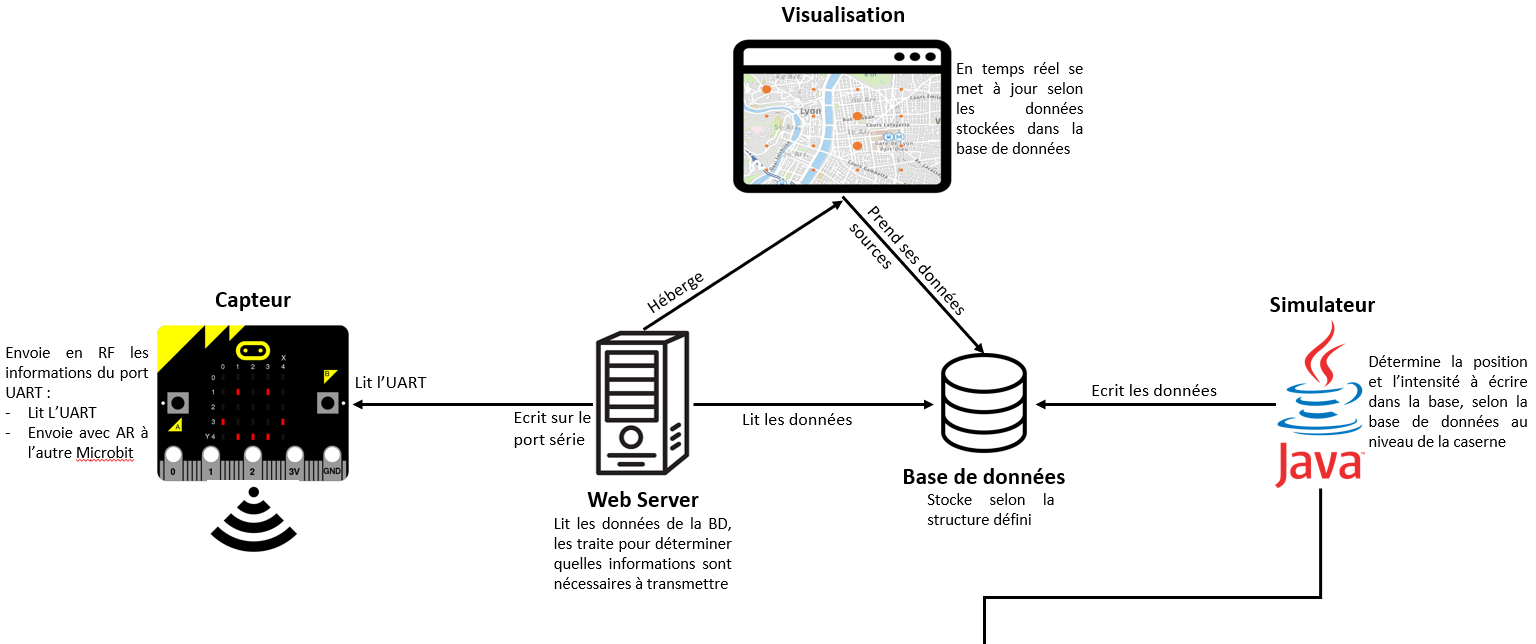 Visualisation
En temps réel se
met à jour selon
les données
stockées dans la
base de données
Lyon
Héberge
Prend ses données
sources
Capteur
Envoie en RF les
informations du port
UART :
- Lit L'UART
- Envoie avec AR à
l'autre Microbit
X
0 1 2 3 4
0
1
2
3
Y 4
B
A
0 1 2 3V GND
Lit l'UART
Ecrit sur le
port série
Web Server
Lit les données de la BD,
les traite pour déterminer
quelles informations sont
nécessaires à transmettre
Lit les données
Base de données
Stocke selon la
structure défini
Ecrit les données
Simulateur
Java
Détermine la position
et l'intensité à écrire
dans la base, selon la
base de données au
niveau de la caserne